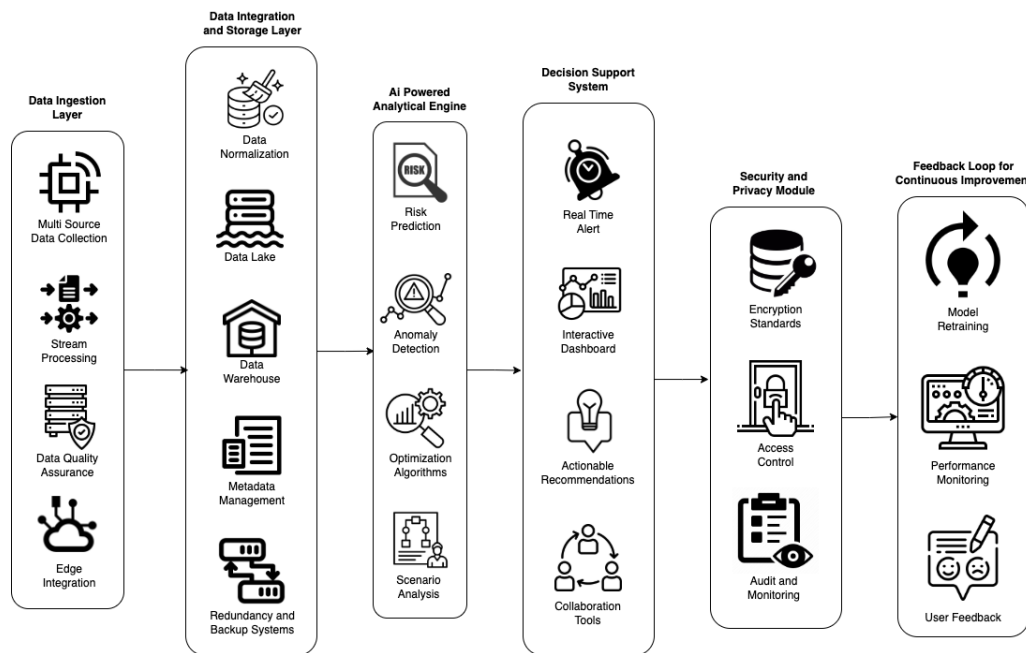 Data Ingestion
Layer
Multi Source
Data Collection
Stream
Processing
Data Quality
Assurance
Edge
Integration
Data Integration
and Storage Layer
Data
Normalization
Data Lake
Data
Warehouse
Metadata
Management
Redundancy and
Backup Systems
Ai Powered
Analytical Engine
RISK
Risk
Prediction
Anomaly
Detection
Optimization
Algorithms
Scenario
Analysis
Decision Support
System
Real Time
Alert
Interactive
Dashboard
Actionable
Recommendations
Collaboration
Tools
Security and
Privacy Module
Encryption
Standards
Access
Control
Audit and
Monitoring
Feedback Loop for
Continuous Improvement
Model
Retraining
Performance
Monitoring
User Feedback